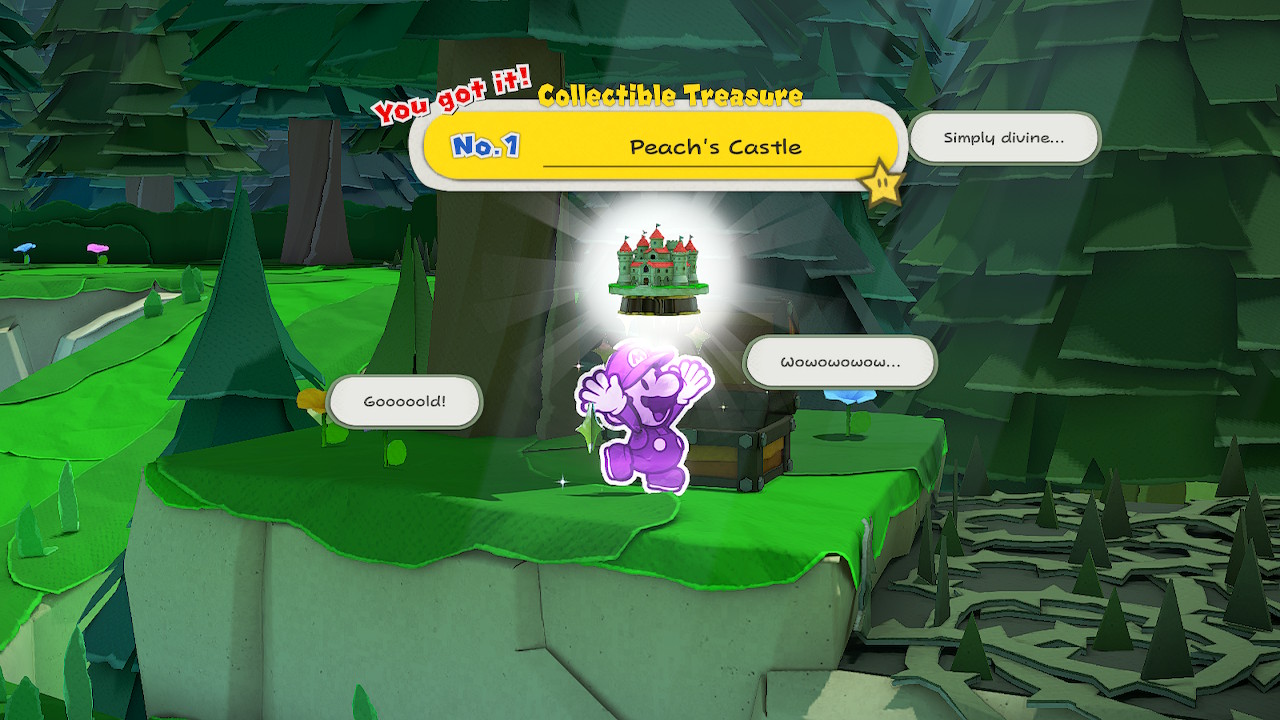 You got it!
Collectible Treasure
No.1
Peach's Castle
Simply divine...
Wowowowow...
Gooooold!
M